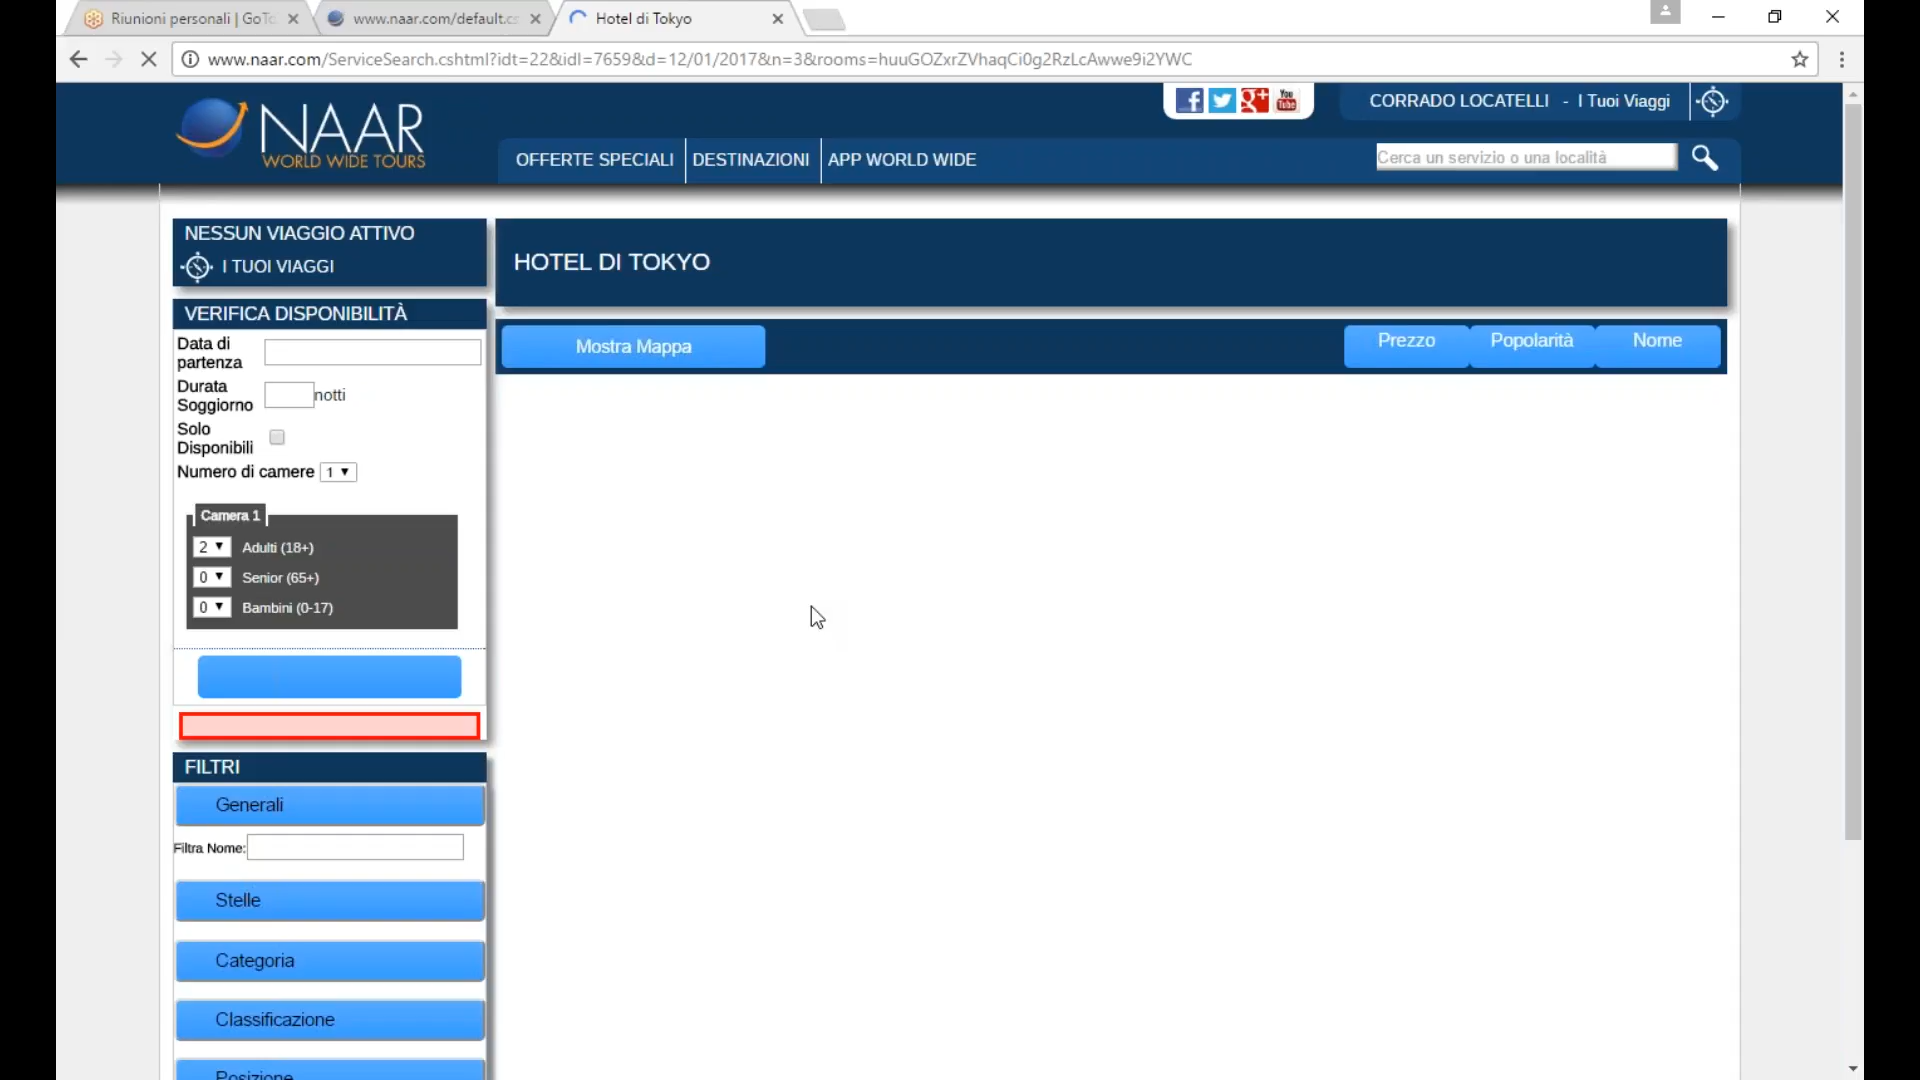 Riunioni personali | GoTo
www.naar.com/default.cs
Hotel di Tokyo
www.naar.com/ServiceSearch.cshtml?idt=22&idl=7659&d=12/01/2017&n=3&rooms=huuGOZxrZVhaqCi0g2RzLcAwwe9i2YWC
NAAR
WORLD WIDE TOURS
You
Tube
CORRADO LOCATELLI - I Tuoi Viaggi
OFFERTE SPECIALI
DESTINAZIONI
APP WORLD WIDE
Cerca un servizio o una località
NESSUN VIAGGIO ATTIVO
I TUOI VIAGGI
HOTEL DI TOKYO
VERIFICA DISPONIBILITÀ
Mostra Mappa
Prezzo
Popolarità
Nome
Data di
partenza
Durata
Soggiorno
notti
Solo
Disponibili
Numero di camere 1
Camera 1
2 Adulti (18+)
0 Senior (65+)
0 Bambini (0-17)
FILTRI
Generali
Filtra Nome:
Stelle
Categoria
Classificazione
Posizione